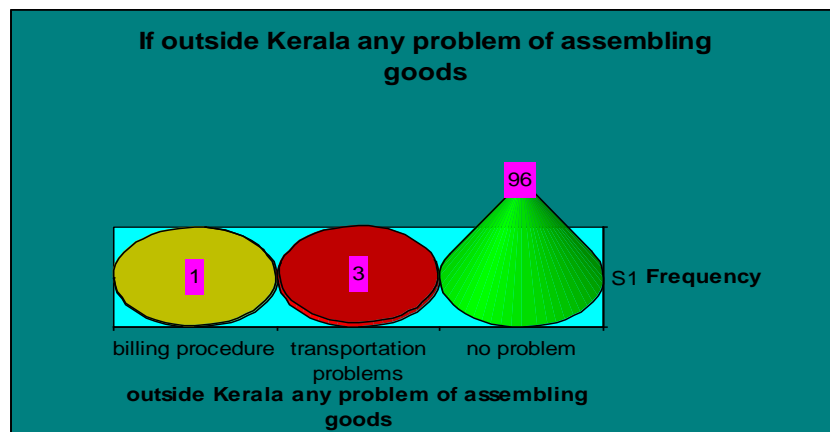 If outside Kerala any problem of assembling
goods
96
1
3
S1 Frequency
billing procedure
transportation
problems
no problem
outside Kerala any problem of assembling
goods